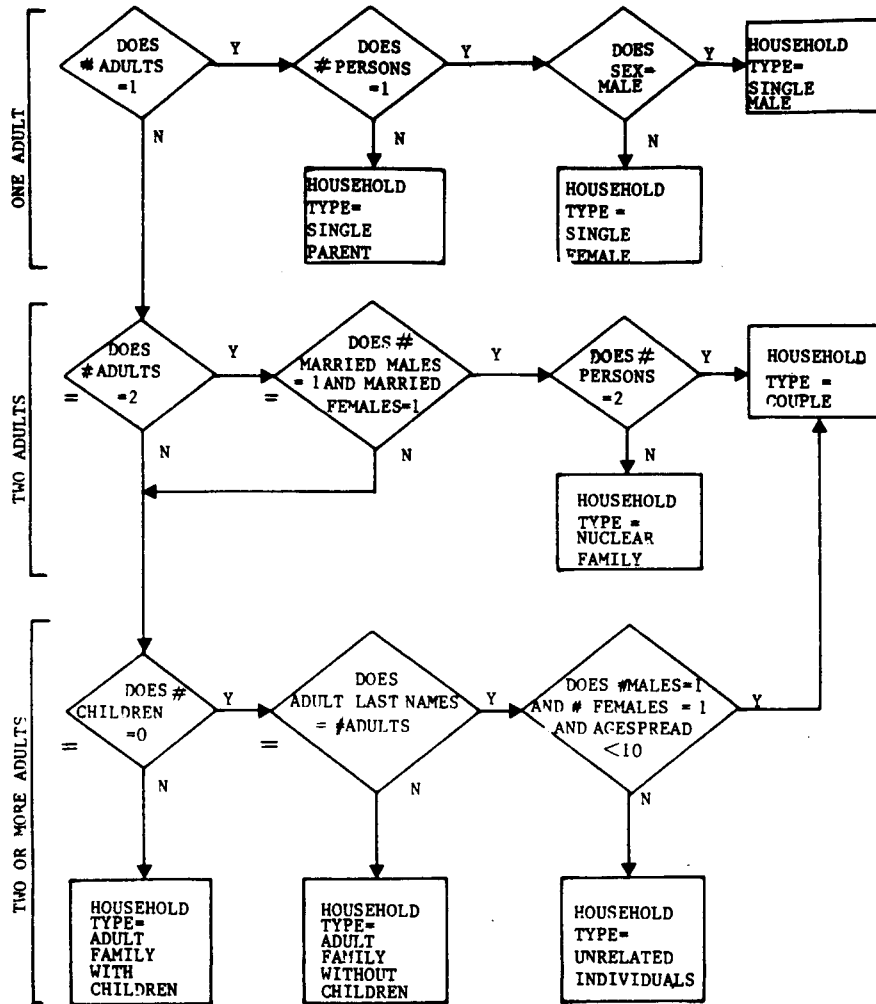 ONE ADULT
DOES
# ADULTS
=1
Y
N
DOES
# PERSONS
=1
Y
N
DOES
SEX=
MALE
Y
N
HOUSEHOLD
TYPE=
SINGLE
MALE
HOUSEHOLD
TYPE=
SINGLE
PARENT
HOUSEHOLD
TYPE =
SINGLE
FEMALE
TWO ADULTS
DOES
# ADULTS
=2
=
Y
N
DOES #
MARRIED MALES
= 1 AND MARRIED
FEMALES=1
=
Y
N
DOES #
PERSONS
=2
Y
N
HOUSEHOLD
TYPE =
COUPLE
HOUSEHOLD
TYPE =
NUCLEAR
FAMILY
TWO OR MORE ADULTS
DOES #
CHILDREN
=0
=
Y
N
DOES
ADULT LAST NAMES
= #ADULTS
=
Y
N
DOES #MALES=1
AND # FEMALES = 1
AND AGESPREAD
<10
Y
N
HOUSEHOLD
TYPE=
ADULT
FAMILY
WITH
CHILDREN
HOUSEHOLD
TYPE=
ADULT
FAMILY
WITHOUT
CHILDREN
HOUSEHOLD
TYPE=
UNRELATED
INDIVIDUALS